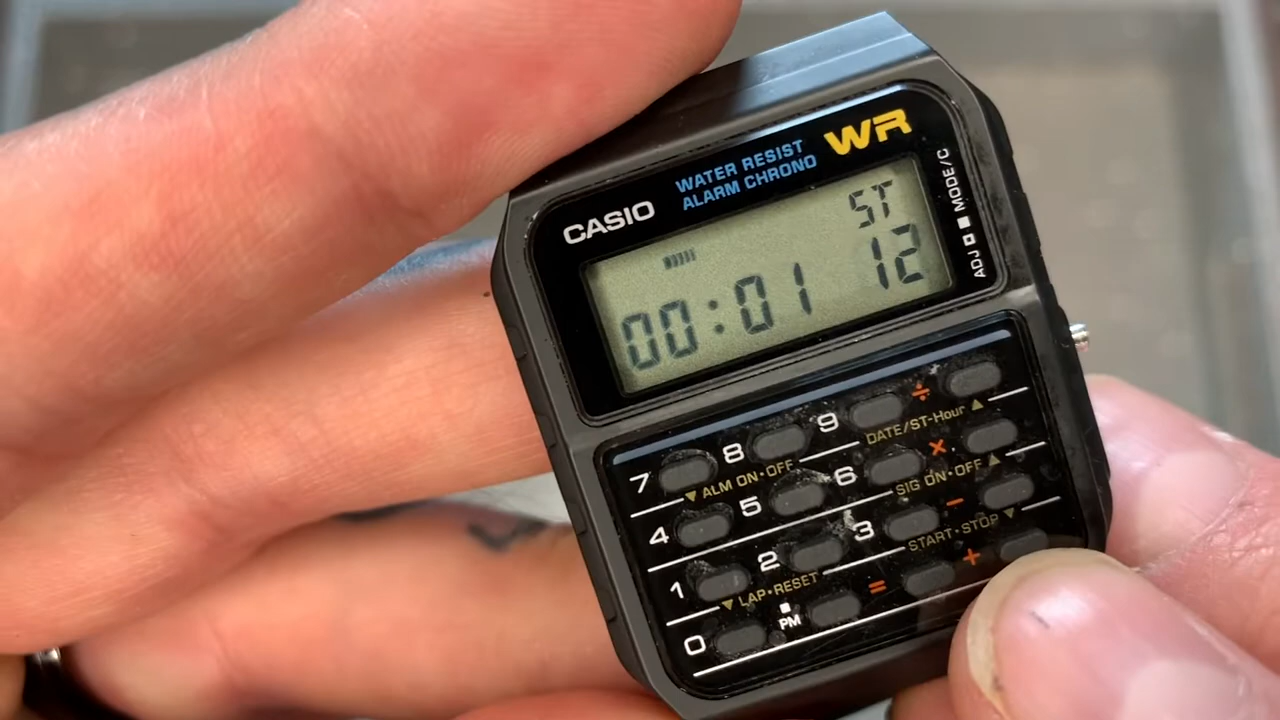 WR
WATER RESIST
ALARM CHRONO
CASIO
ADJ MODE/C
ST
00:01 12
7 8 9 ÷
▼ ALM ON•OFF DATE/ST-Hour ▲
4 5 6 ×
SIG ON•OFF ▲
1 2 3 −
▼ LAP•RESET START•STOP ▼
0 PM = +